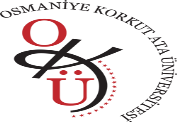 OSMANİYE KORKUT ATA ÜNİVERSİTESİ
OKÜ